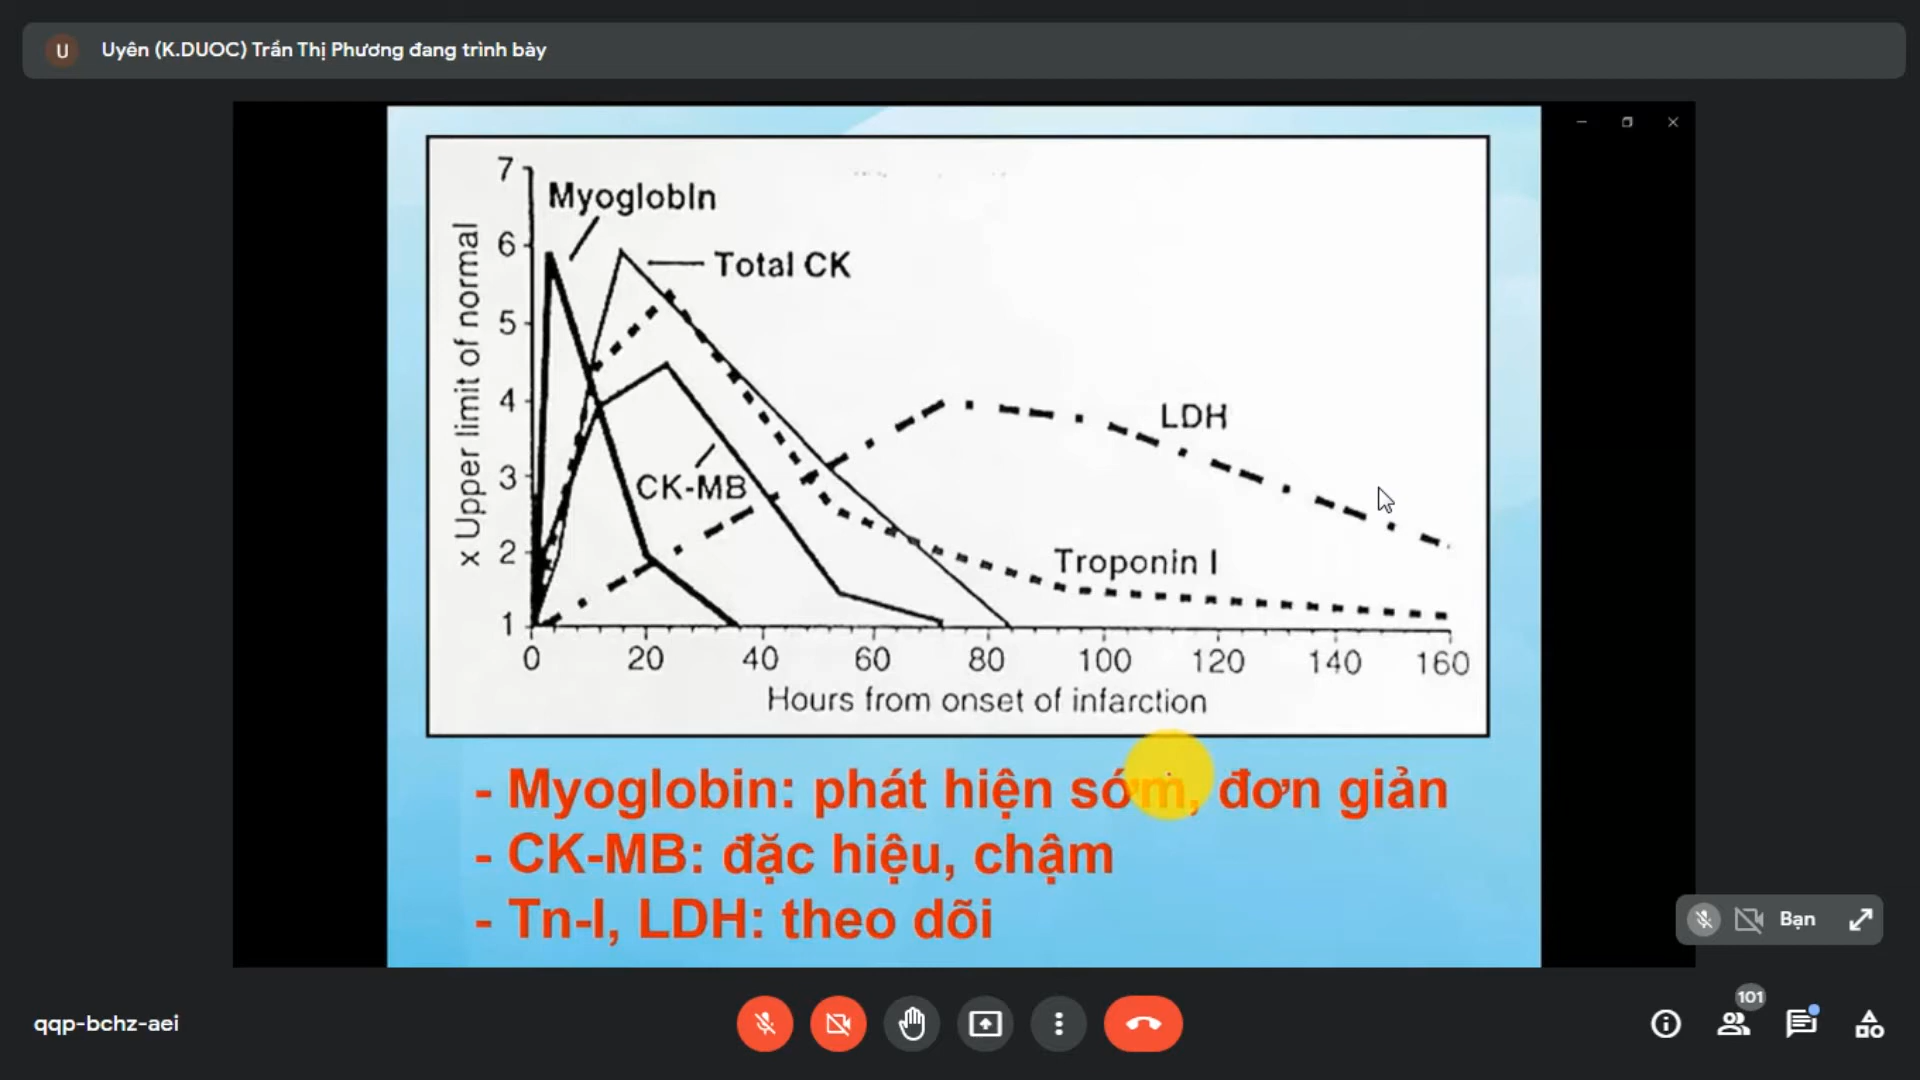 U
Uyên (K.DUOC) Trần Thị Phương đang trình bày
7
6
5
4
3
2
1
x Upper limit of normal
Myoglobin
Total CK
CK-MB
LDH
Troponin I
0 20 40 60 80 100 120 140 160
Hours from onset of infarction
- Myoglobin: phát hiện sớm, đơn giản
- CK-MB: đặc hiệu, chậm
- Tn-I, LDH: theo dõi
Bạn
qqp-bchz-aei
101